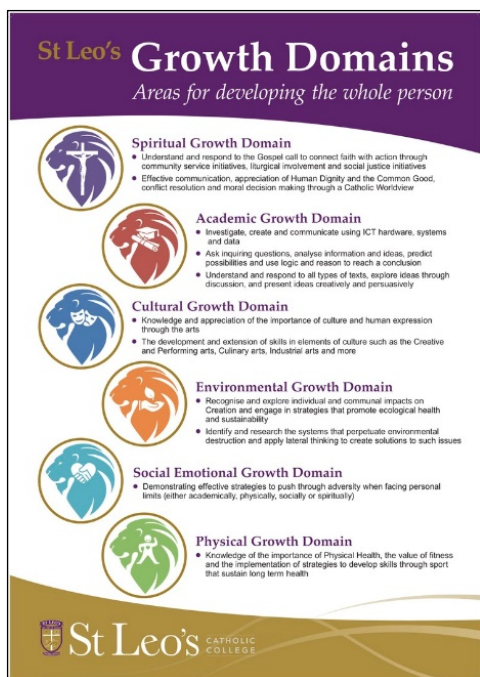 St Leo's Growth Domains
Areas for developing the whole person
Spiritual Growth Domain
• Understand and respond to the Gospel call to connect faith with action through
community service initiatives, liturgical involvement and social justice initiatives
• Effective communication, appreciation of Human Dignity and the Common Good,
conflict resolution and moral decision making through a Catholic Worldview
Academic Growth Domain
• Investigate, create and communicate using ICT hardware, systems
and data
• Ask inquiring questions, analyse information and ideas, predict
possibilities and use logic and reason to reach a conclusion
• Understand and respond to all types of texts, explore ideas through
discussion, and present ideas creatively and persuasively
Cultural Growth Domain
• Knowledge and appreciation of the importance of culture and human expression
through the arts
• The development and extension of skills in elements of culture such as the Creative
and Performing arts, Culinary arts, Industrial arts and more
Environmental Growth Domain
• Recognise and explore individual and communal impacts on
Creation and engage in strategies that promote ecological health
and sustainability
• Identify and research the systems that perpetuate environmental
destruction and apply lateral thinking to create solutions to such issues
Social Emotional Growth Domain
• Demonstrating effective strategies to push through adversity when facing personal
limits (either academically, physically, socially or spiritually)
Physical Growth Domain
• Knowledge of the importance of Physical Health, the value of fitness
and the implementation of strategies to develop skills through sport
that sustain long term health
St Leo's CATHOLIC
COLLEGE